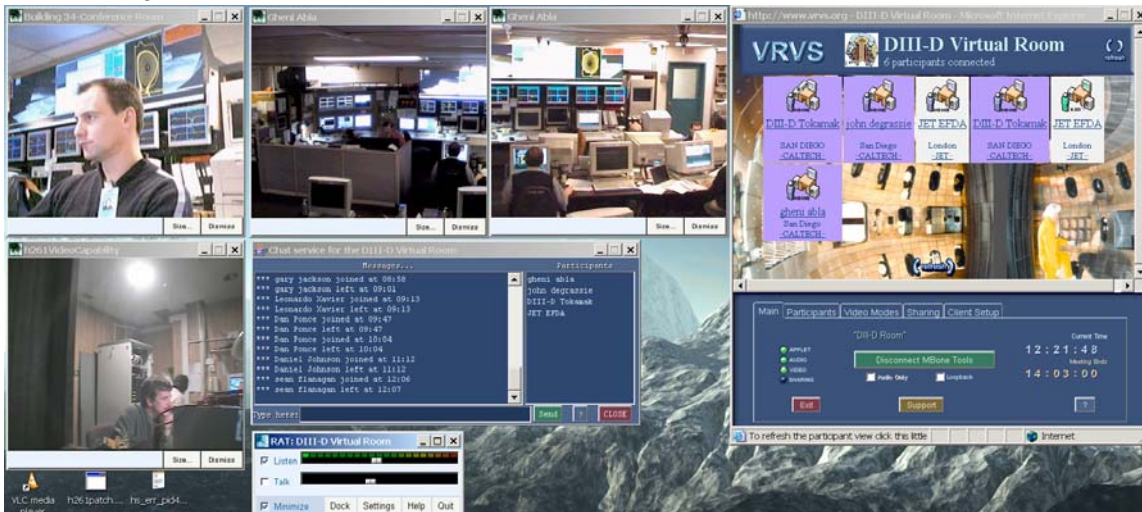 Building 34-Conference Room
Size... Dismiss
Gheni Abla
Size... Dismiss
Gheni Abla
Size... Dismiss
h261VideoCapability
Size... Dismiss
Chat service for the DIII-D Virtual Room
Messages...
*** gary jackson joined at 08:58
*** gary jackson left at 09:01
*** Leonardo Xavier joined at 09:13
*** Leonardo Xavier left at 09:13
*** Dan Ponce joined at 09:47
*** Dan Ponce left at 09:47
*** Dan Ponce joined at 10:04
*** Dan Ponce left at 10:04
*** Daniel Johnson joined at 11:12
*** Daniel Johnson left at 11:12
*** sean flanagan joined at 12:06
*** sean flanagan left at 12:07
Participants
gheni abla
john degrassie
DIII-D Tokamak
JET EFDA
Type here:
Send ? CLOSE
RAT: DIII-D Virtual Room
Listen
Talk
Minimize Dock Settings Help Quit
VLC media player
h261patch....
hs_err_pid4...
http://www.vrvs.org - DIII-D Virtual Room - Microsoft Internet
VRVS
DIII-D Virtual Room
6 participants connected
refresh
DIII-D Tokamak
SAN DIEGO
-CALTECH-
john degrassie
San Diego
-CALTECH-
JET EFDA
London
-JET-
DIII-D Tokamak
SAN DIEGO
-CALTECH-
JET EFDA
London
-JET-
gheni abla
San Diego
-CALTECH-
(refresh)
Main Participants Video Modes Sharing Client Setup
"DIII-D Room"
APPLET
AUDIO
VIDEO
SHARING
Disconnect MBone Tools
Audio Only Loopback
Current Time
12:21:48
Meeting Ends
14:03:00
Exit Support ?
To refresh the participant view click this little
Internet